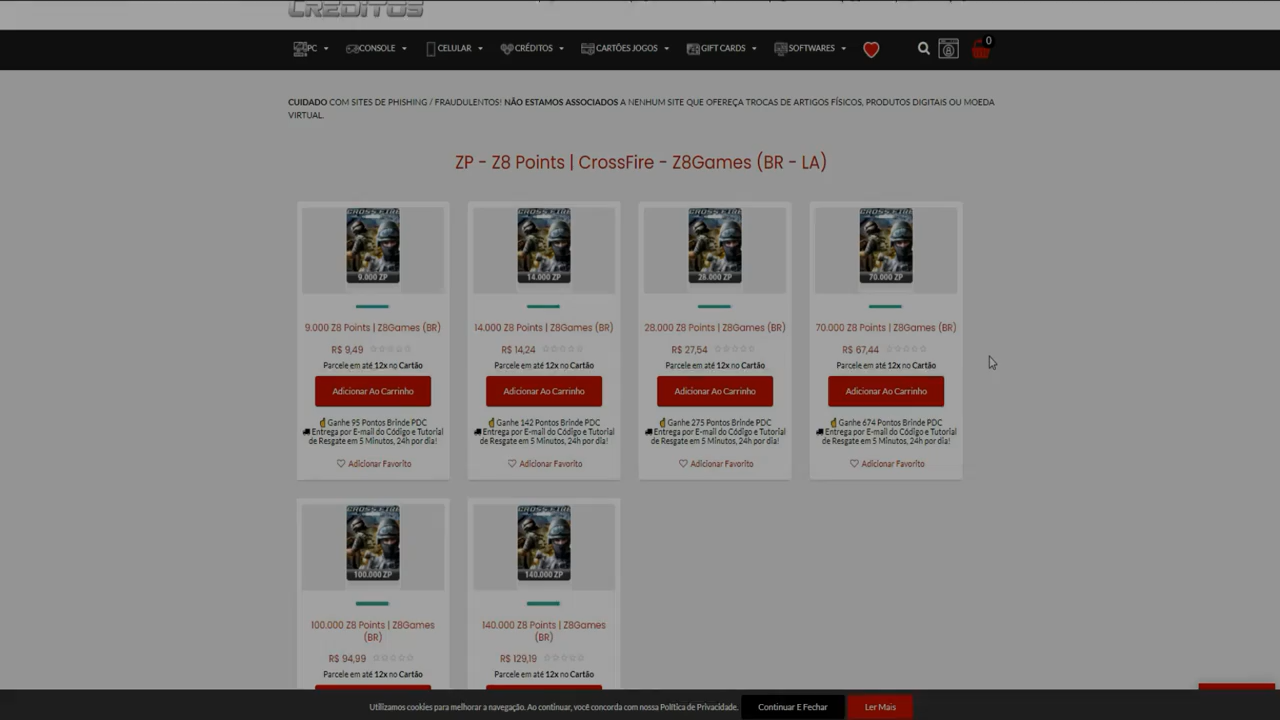 CRÉDITOS
PC CONSOLE CELULAR CRÉDITOS CARTÕES JOGOS GIFT CARDS SOFTWARES 0
CUIDADO COM SITES DE PHISHING / FRAUDULENTOS! NÃO ESTAMOS ASSOCIADOS A NENHUM SITE QUE OFEREÇA TROCAS DE ARTIGOS FÍSICOS, PRODUTOS DIGITAIS OU MOEDA
VIRTUAL.
ZP - Z8 Points | CrossFire - Z8Games (BR - LA)
9.000 ZP
9.000 Z8 Points | Z8Games (BR)
R$ 9,49
Parcele em até 12x no Cartão
Adicionar Ao Carrinho
Ganhe 95 Pontos Brinde PDC
Entrega por E-mail do Código e Tutorial
de Resgate em 5 Minutos, 24h por dia!
Adicionar Favorito
14.000 ZP
14.000 Z8 Points | Z8Games (BR)
R$ 14,24
Parcele em até 12x no Cartão
Adicionar Ao Carrinho
Ganhe 142 Pontos Brinde PDC
Entrega por E-mail do Código e Tutorial
de Resgate em 5 Minutos, 24h por dia!
Adicionar Favorito
28.000 ZP
28.000 Z8 Points | Z8Games (BR)
R$ 27,54
Parcele em até 12x no Cartão
Adicionar Ao Carrinho
Ganhe 275 Pontos Brinde PDC
Entrega por E-mail do Código e Tutorial
de Resgate em 5 Minutos, 24h por dia!
Adicionar Favorito
70.000 ZP
70.000 Z8 Points | Z8Games (BR)
R$ 67,44
Parcele em até 12x no Cartão
Adicionar Ao Carrinho
Ganhe 674 Pontos Brinde PDC
Entrega por E-mail do Código e Tutorial
de Resgate em 5 Minutos, 24h por dia!
Adicionar Favorito
CROSS FIRE
100.000 ZP
100.000 Z8 Points | Z8Games
(BR)
R$ 94,99
Parcele em até 12x no Cartão
CROSS FIRE
140.000 ZP
140.000 Z8 Points | Z8Games
(BR)
R$ 129,19
Parcele em até 12x no Cartão
Utilizamos cookies para melhorar a navegação. Ao continuar, você concorda com nossa Política de Privacidade. Continuar E Fechar Ler Mais